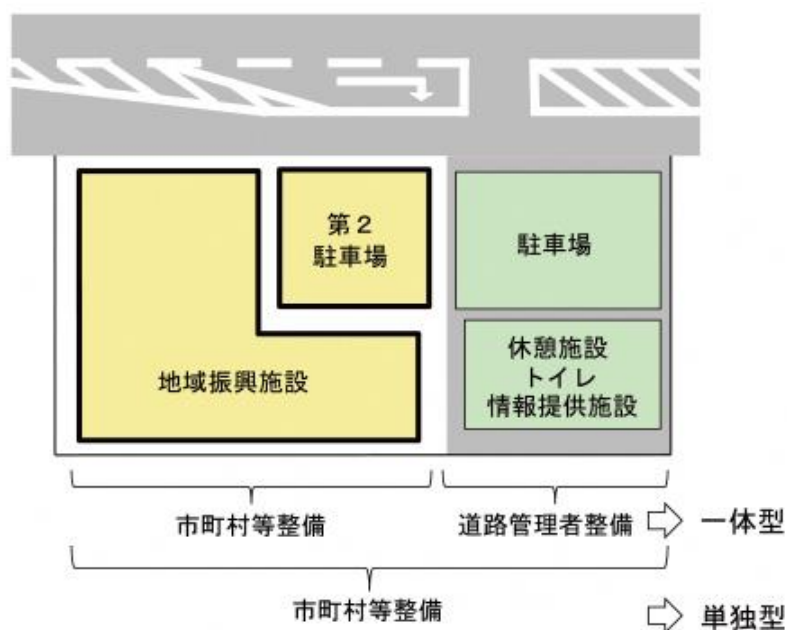 第２
駐車場
駐車場
地域振興施設
休憩施設
トイレ
情報提供施設
市町村等整備
道路管理者整備
一体型
市町村等整備
単独型